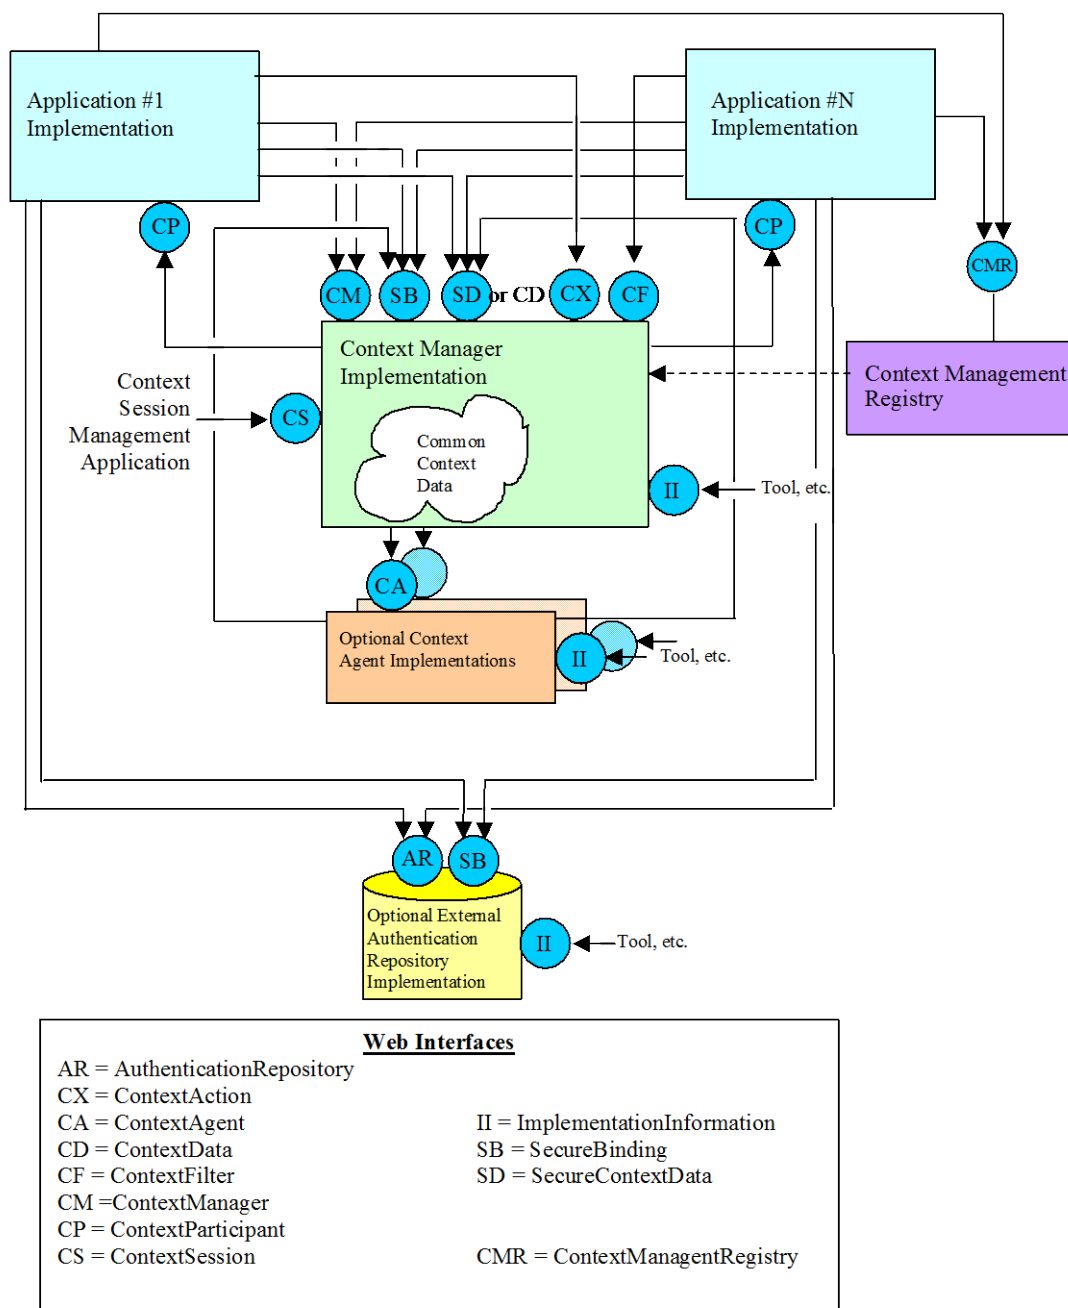 Application #1
Implementation
Application #N
Implementation
CP
CP
CMR
CM
SB
SD
or CD
CX
CF
Context Manager
Implementation
Context Management
Registry
Context
Session
Management
Application
CS
Common
Context
Data
II
Tool, etc.
CA
Optional Context
Agent Implementations
II
Tool, etc.
AR
SB
Optional External
Authentication
Repository
Implementation
II
Tool, etc.
Web Interfaces
AR = AuthenticationRepository
CX = ContextAction
CA = ContextAgent
II = ImplementationInformation
CD = ContextData
SB = SecureBinding
CF = ContextFilter
SD = SecureContextData
CM =ContextManager
CP = ContextParticipant
CS = ContextSession
CMR = ContextManagentRegistry